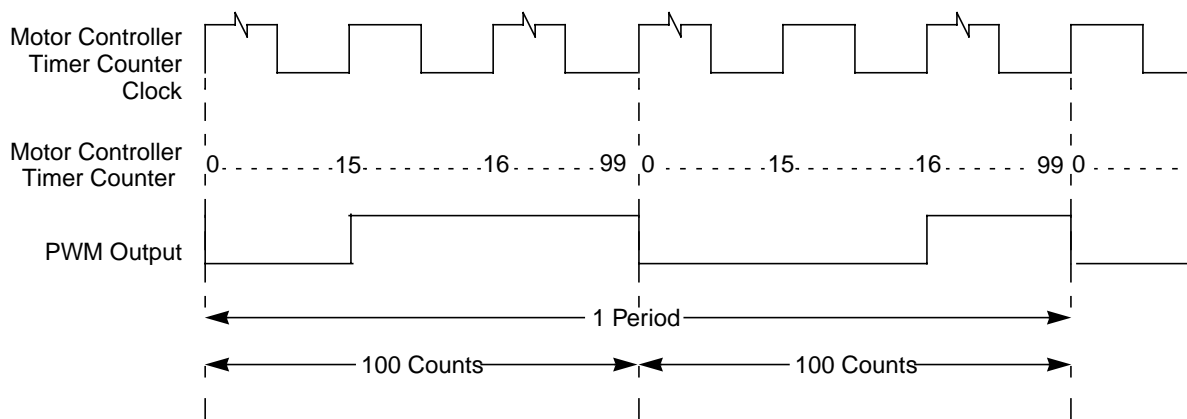 Motor Controller
Timer Counter
Clock
Motor Controller
Timer Counter
0 15 16 99 0 15 16 99 0
PWM Output
1 Period
100 Counts 100 Counts